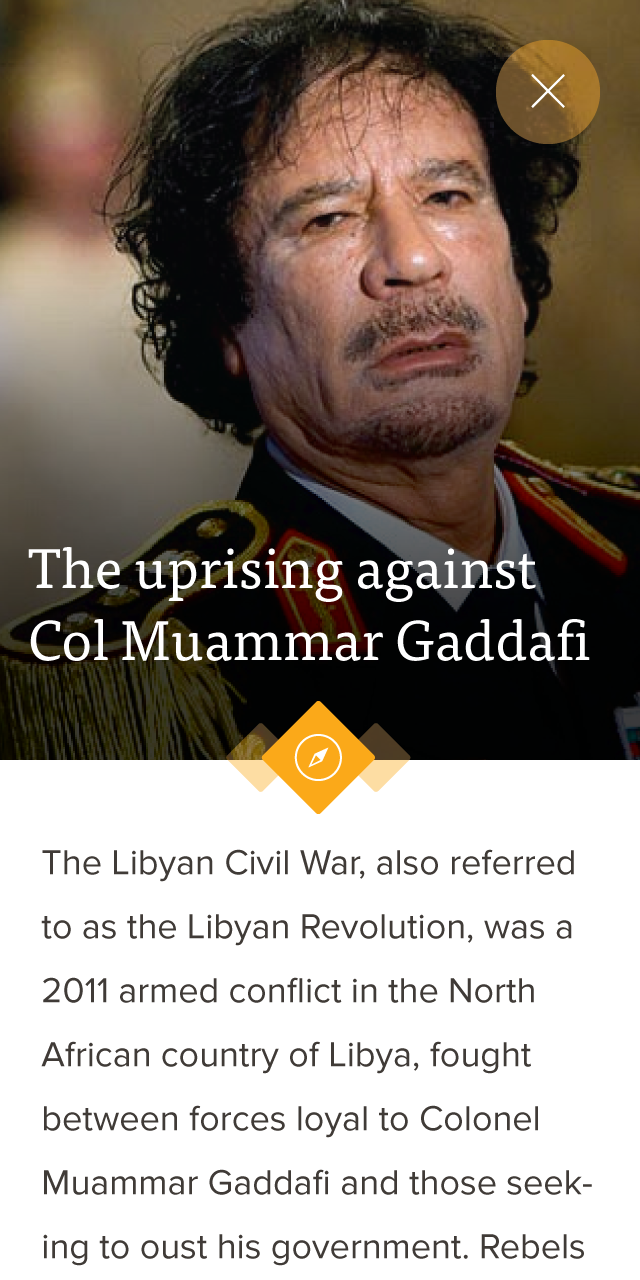 The uprising against
Col Muammar Gaddafi
The Libyan Civil War, also referred
to as the Libyan Revolution, was a
2011 armed conflict in the North
African country of Libya, fought
between forces loyal to Colonel
Muammar Gaddafi and those seek-
ing to oust his government. Rebels